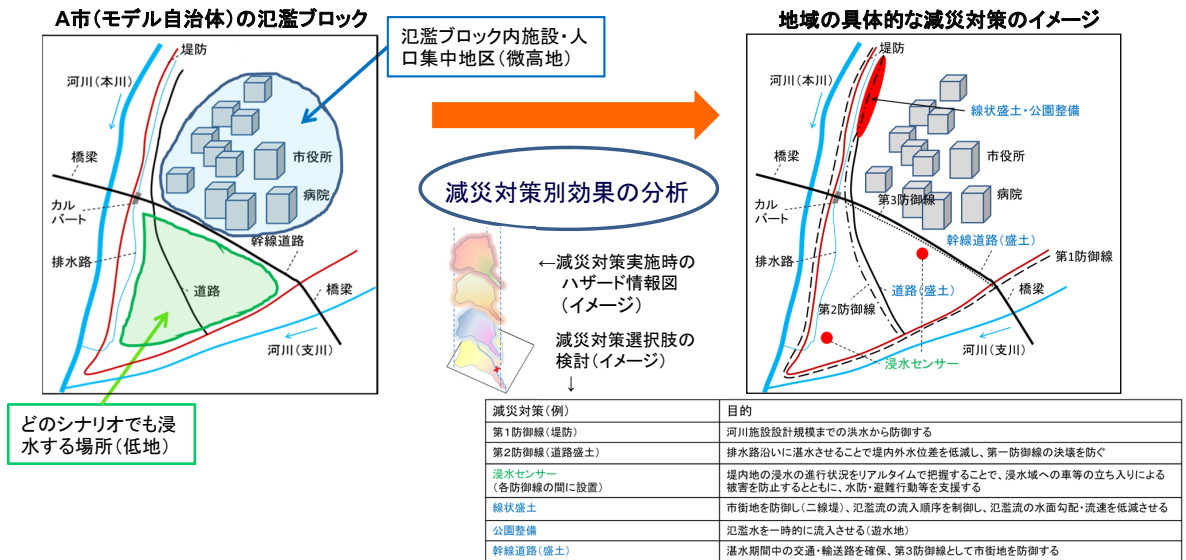 A市(モデル自治体)の氾濫ブロック
氾濫ブロック内施設・人
口集中地区(微高地)
堤防
河川(本川)
橋梁
市役所
病院
カル
バート
幹線道路
排水路
道路
橋梁
河川(支川)
どのシナリオでも浸
水する場所(低地)
減災対策別効果の分析
←減災対策実施時の
ハザード情報図
(イメージ)
減災対策選択肢の
検討(イメージ)
↓
地域の具体的な減災対策のイメージ
堤防
河川(本川)
線状盛土・公園整備
橋梁
市役所
第3防御線
病院
カル
バート
幹線道路(盛土)
第1防御線
排水路
道路(盛土)
橋梁
第2防御線
河川(支川)
浸水センサー
減災対策(例) 目的
第1防御線(堤防) 河川施設設計規模までの洪水から防御する
第2防御線(道路盛土) 排水路沿いに湛水させることで堤内外水位差を低減し、第一防御線の決壊を防ぐ
浸水センサー
(各防御線の間に設置)
堤内地の浸水の進行状況をリアルタイムで把握することで、浸水域への車等の立ち入りによる
被害を防止するとともに、水防・避難行動等を支援する
線状盛土 市街地を防御し(二線堤)、氾濫流の流入順序を制御し、氾濫流の水面勾配・流速を低減させる
公園整備 氾濫水を一時的に流入させる(遊水地)
幹線道路(盛土) 湛水期間中の交通・輸送路を確保、第3防御線として市街地を防御する